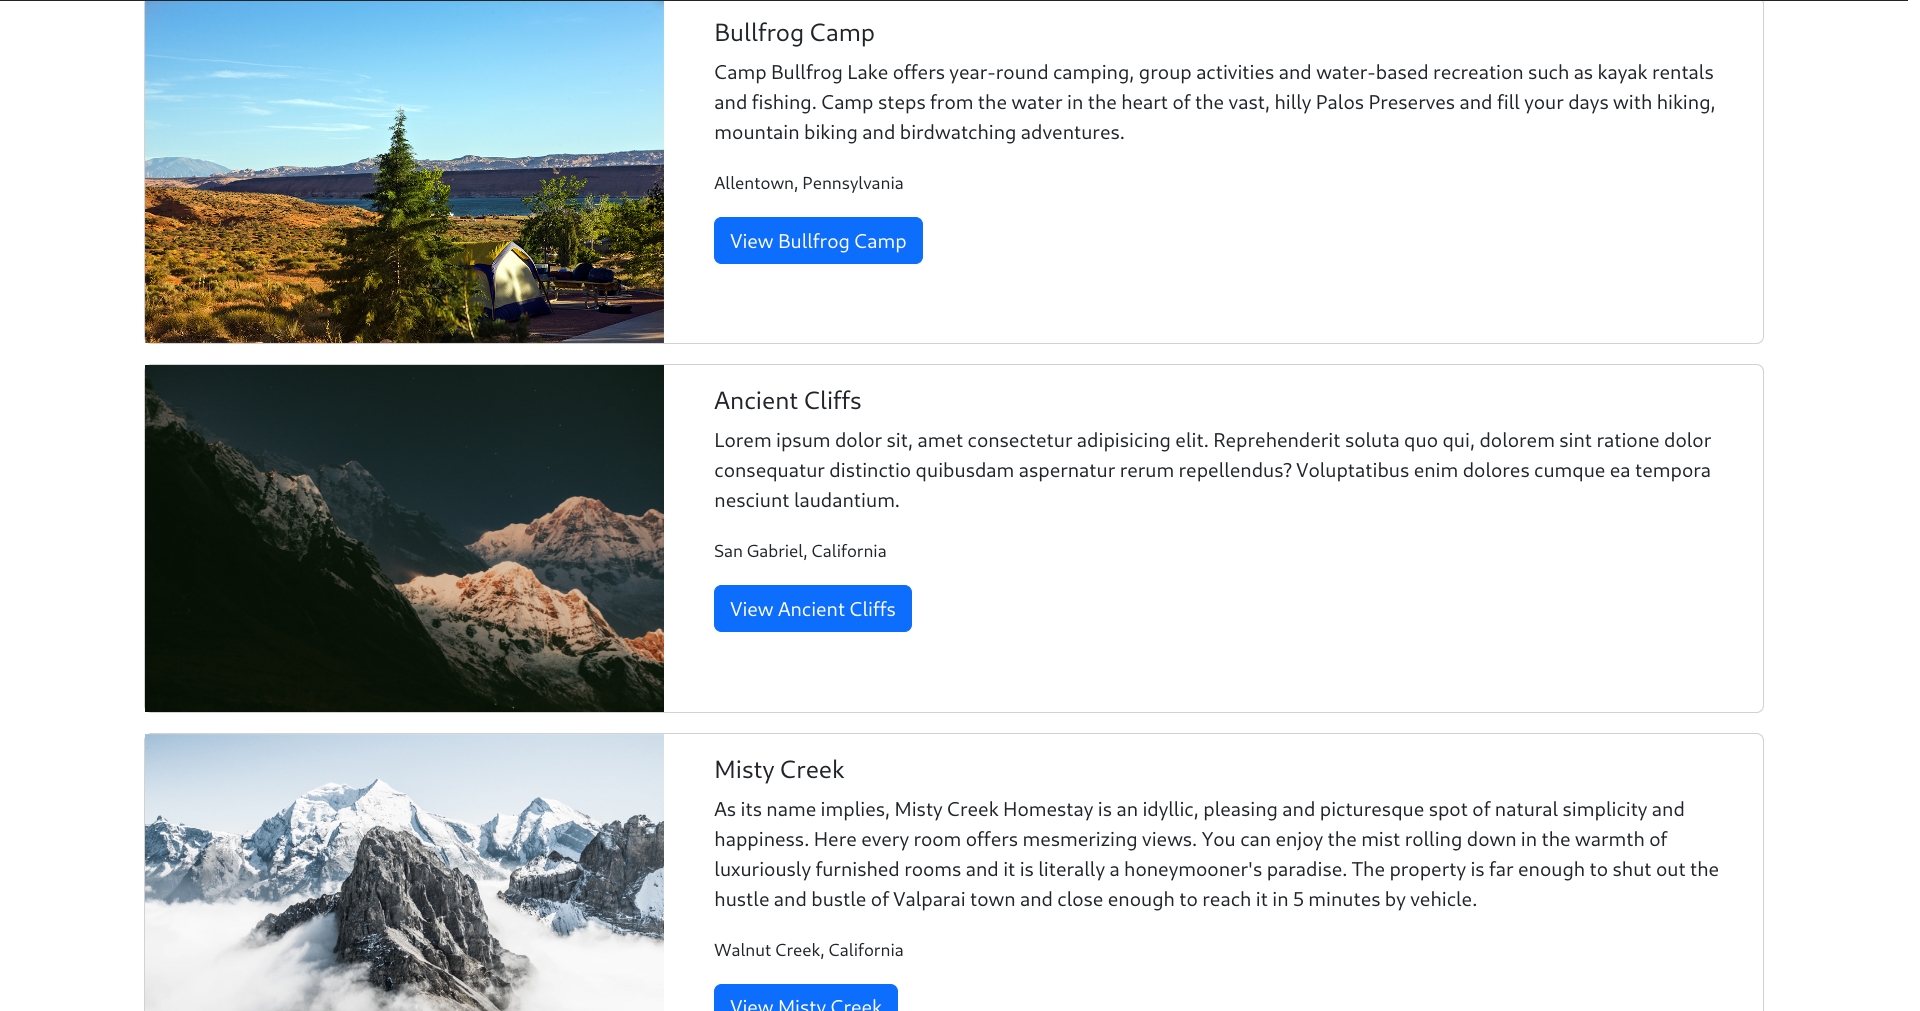 Bullfrog Camp
Camp Bullfrog Lake offers year-round camping, group activities and water-based recreation such as kayak rentals
and fishing. Camp steps from the water in the heart of the vast, hilly Palos Preserves and fill your days with hiking,
mountain biking and birdwatching adventures.
Allentown, Pennsylvania
View Bullfrog Camp
Ancient Cliffs
Lorem ipsum dolor sit, amet consectetur adipisicing elit. Reprehenderit soluta quo qui, dolorem sint ratione dolor
consequatur distinctio quibusdam aspernatur rerum repellendus? Voluptatibus enim dolores cumque ea tempora
nesciunt laudantium.
San Gabriel, California
View Ancient Cliffs
Misty Creek
As its name implies, Misty Creek Homestay is an idyllic, pleasing and picturesque spot of natural simplicity and
happiness. Here every room offers mesmerizing views. You can enjoy the mist rolling down in the warmth of
luxuriously furnished rooms and it is literally a honeymooner's paradise. The property is far enough to shut out the
hustle and bustle of Valparai town and close enough to reach it in 5 minutes by vehicle.
Walnut Creek, California
View Misty Creek